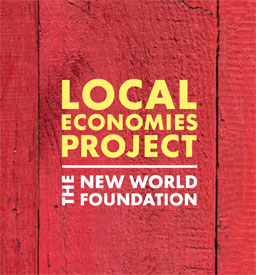 LOCAL
ECONOMIES
PROJECT
THE NEW WORLD
FOUNDATION